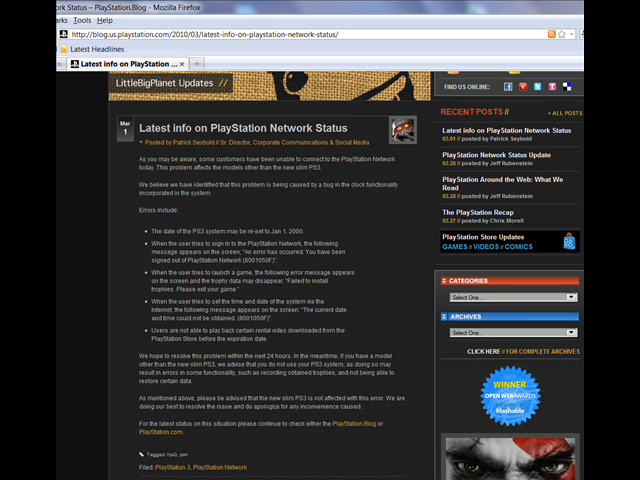 rk Status – PlayStation.Blog - Mozilla Firefox
arks Tools Help
http://blog.us.playstation.com/2010/03/latest-info-on-playstation-network-status/
Latest Headlines
Latest info on PlayStation ...
LittleBigPlanet Updates //
FIND US ONLINE:
Mar
1
Latest info on PlayStation Network Status
+ Posted by Patrick Seybold // Sr. Director, Corporate Communications & Social Media
As you may be aware, some customers have been unable to connect to the PlayStation Network
today. This problem affects the models other than the new slim PS3.
We believe we have identified that this problem is being caused by a bug in the clock functionality
incorporated in the system.
Errors include:
The date of the PS3 system may be re-set to Jan 1, 2000.
When the user tries to sign in to the PlayStation Network, the following
message appears on the screen; "An error has occurred. You have been
signed out of PlayStation Network (8001050F)".
When the user tries to launch a game, the following error message appears
on the screen and the trophy data may disappear; "Failed to install
trophies. Please exit your game."
When the user tries to set the time and date of the system via the
Internet, the following message appears on the screen; "The current date
and time could not be obtained. (8001050F)"
Users are not able to play back certain rental video downloaded from the
PlayStation Store before the expiration date.
We hope to resolve this problem within the next 24 hours. In the meantime, if you have a model
other than the new slim PS3, we advise that you do not use your PS3 system, as doing so may
result in errors in some functionality, such as recording obtained trophies, and not being able to
restore certain data.
As mentioned above, please be advised that the new slim PS3 is not affected with this error. We are
doing our best to resolve the issue and do apologize for any inconvenience caused.
For the latest status on this situation please continue to check either the PlayStation.Blog or
PlayStation.com.
Tagged //ps3, psn
Filed: PlayStation 3, PlayStation Network
RECENT POSTS //
+ ALL POSTS
Latest info on PlayStation Network Status
03.01 // posted by Patrick Seybold
PlayStation Network Status Update
02.28 // posted by Jeff Rubenstein
PlayStation Around the Web: What We
Read
02.28 // posted by Jeff Rubenstein
The PlayStation Recap
02.27 // posted by Chris Morell
PlayStation Store Updates
GAMES // VIDEOS // COMICS
CATEGORIES
Select One...
ARCHIVES
Select One...
CLICK HERE // FOR COMPLETE ARCHIVES
WINNER
OPEN WEB AWARDS
Mashable